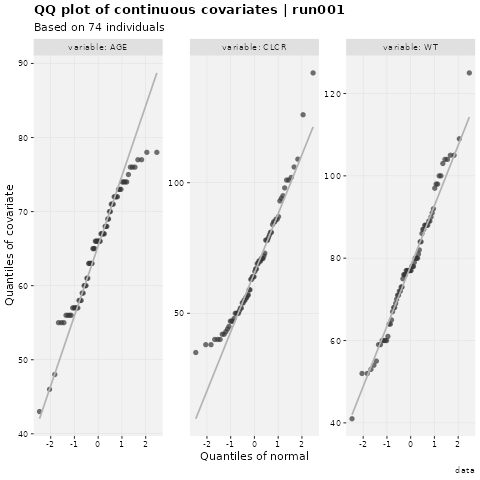 QQ plot of continuous covariates | run001
Based on 74 individuals
variable: AGE
variable: CLCR
variable: WT
Quantiles of covariate
90
80
70
60
50
40
100
50
120
100
80
60
40
-2 -1 0 1 2
-2 -1 0 1 2
-2 -1 0 1 2
Quantiles of normal
data